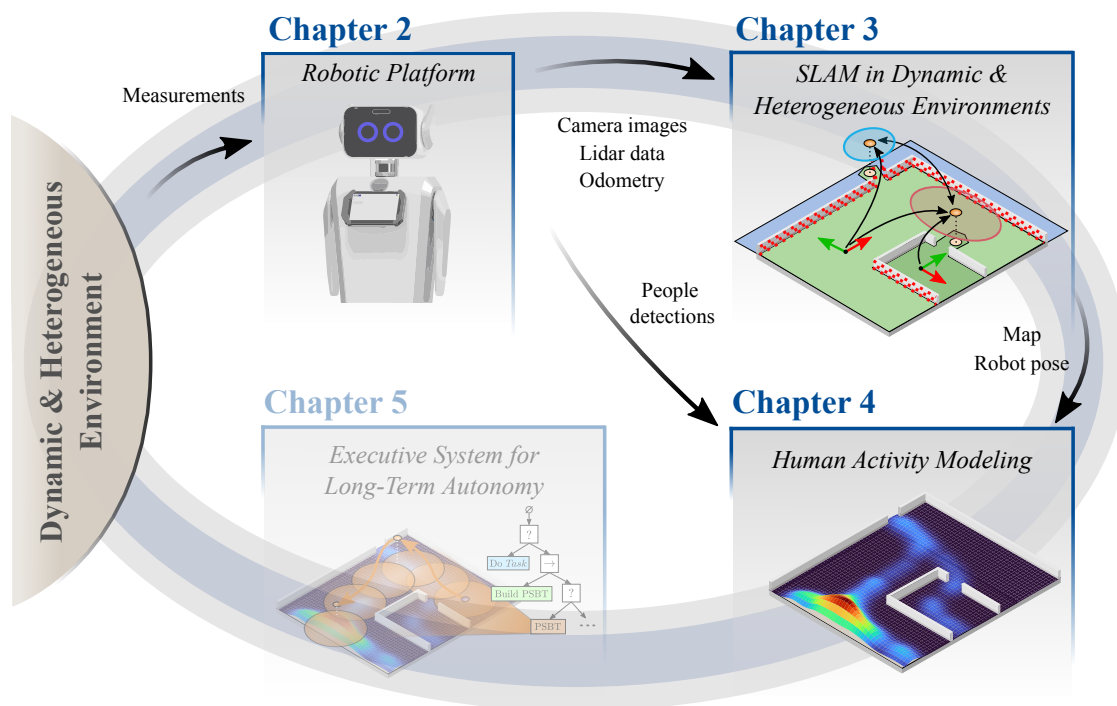 Chapter 2
Robotic Platform
Chapter 3
SLAM in Dynamic &
Heterogeneous Environments
Measurements
Camera images
Lidar data
Odometry
People
detections
Map
Robot pose
Dynamic & Heterogeneous
Environment
Chapter 5
Executive System for
Long-Term Autonomy
∅
?
Do Task
→
Build PSBT
?
PSBT
...
Chapter 4
Human Activity Modeling